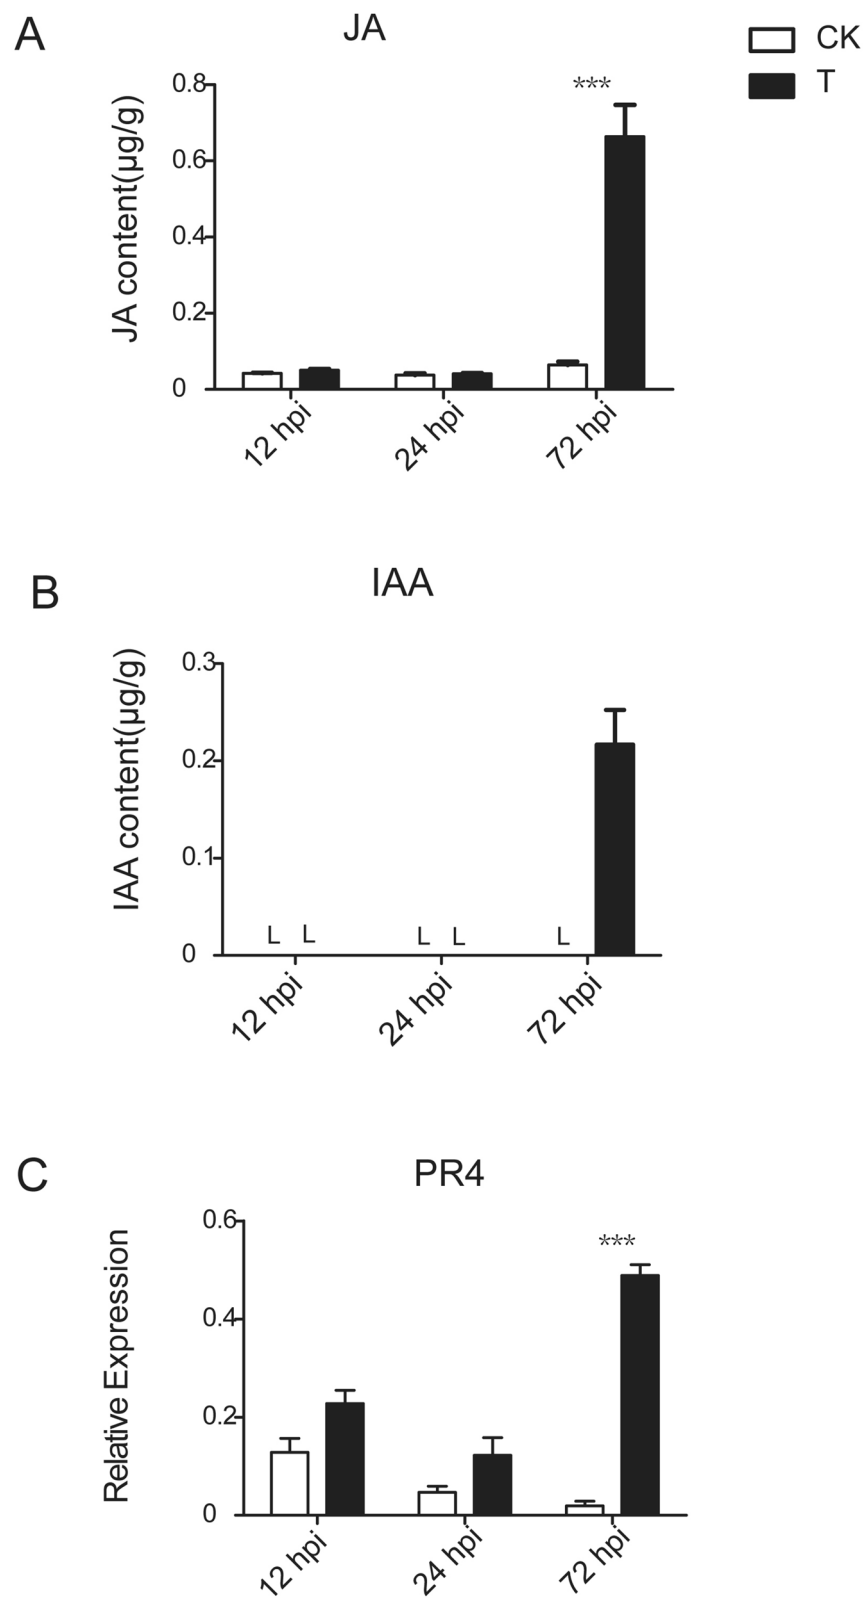 A
JA
CK
T
JA content(µg/g)
0.8
0.6
0.4
0.2
0
***
12 hpi
24 hpi
72 hpi
B
IAA
IAA content(µg/g)
0.3
0.2
0.1
0
L L L L L
12 hpi
24 hpi
72 hpi
C
PR4
Relative Expression
0.6
0.4
0.2
0
***
12 hpi
24 hpi
72 hpi